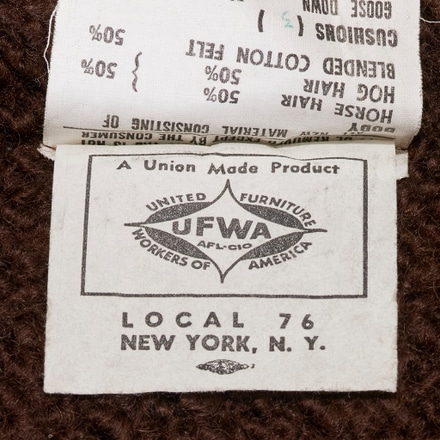 NEW MATERIAL CONSISTING OF
BODY
HORSE HAIR 50%
HOG HAIR 50% } 50%
BLENDED COTTON FELT 50%
CUSHIONS ( 3 )
GOOSE DOWN
A Union Made Product
UNITED FURNITURE
UFWA
AFL-CIO
WORKERS OF AMERICA
LOCAL 76
NEW YORK, N. Y.